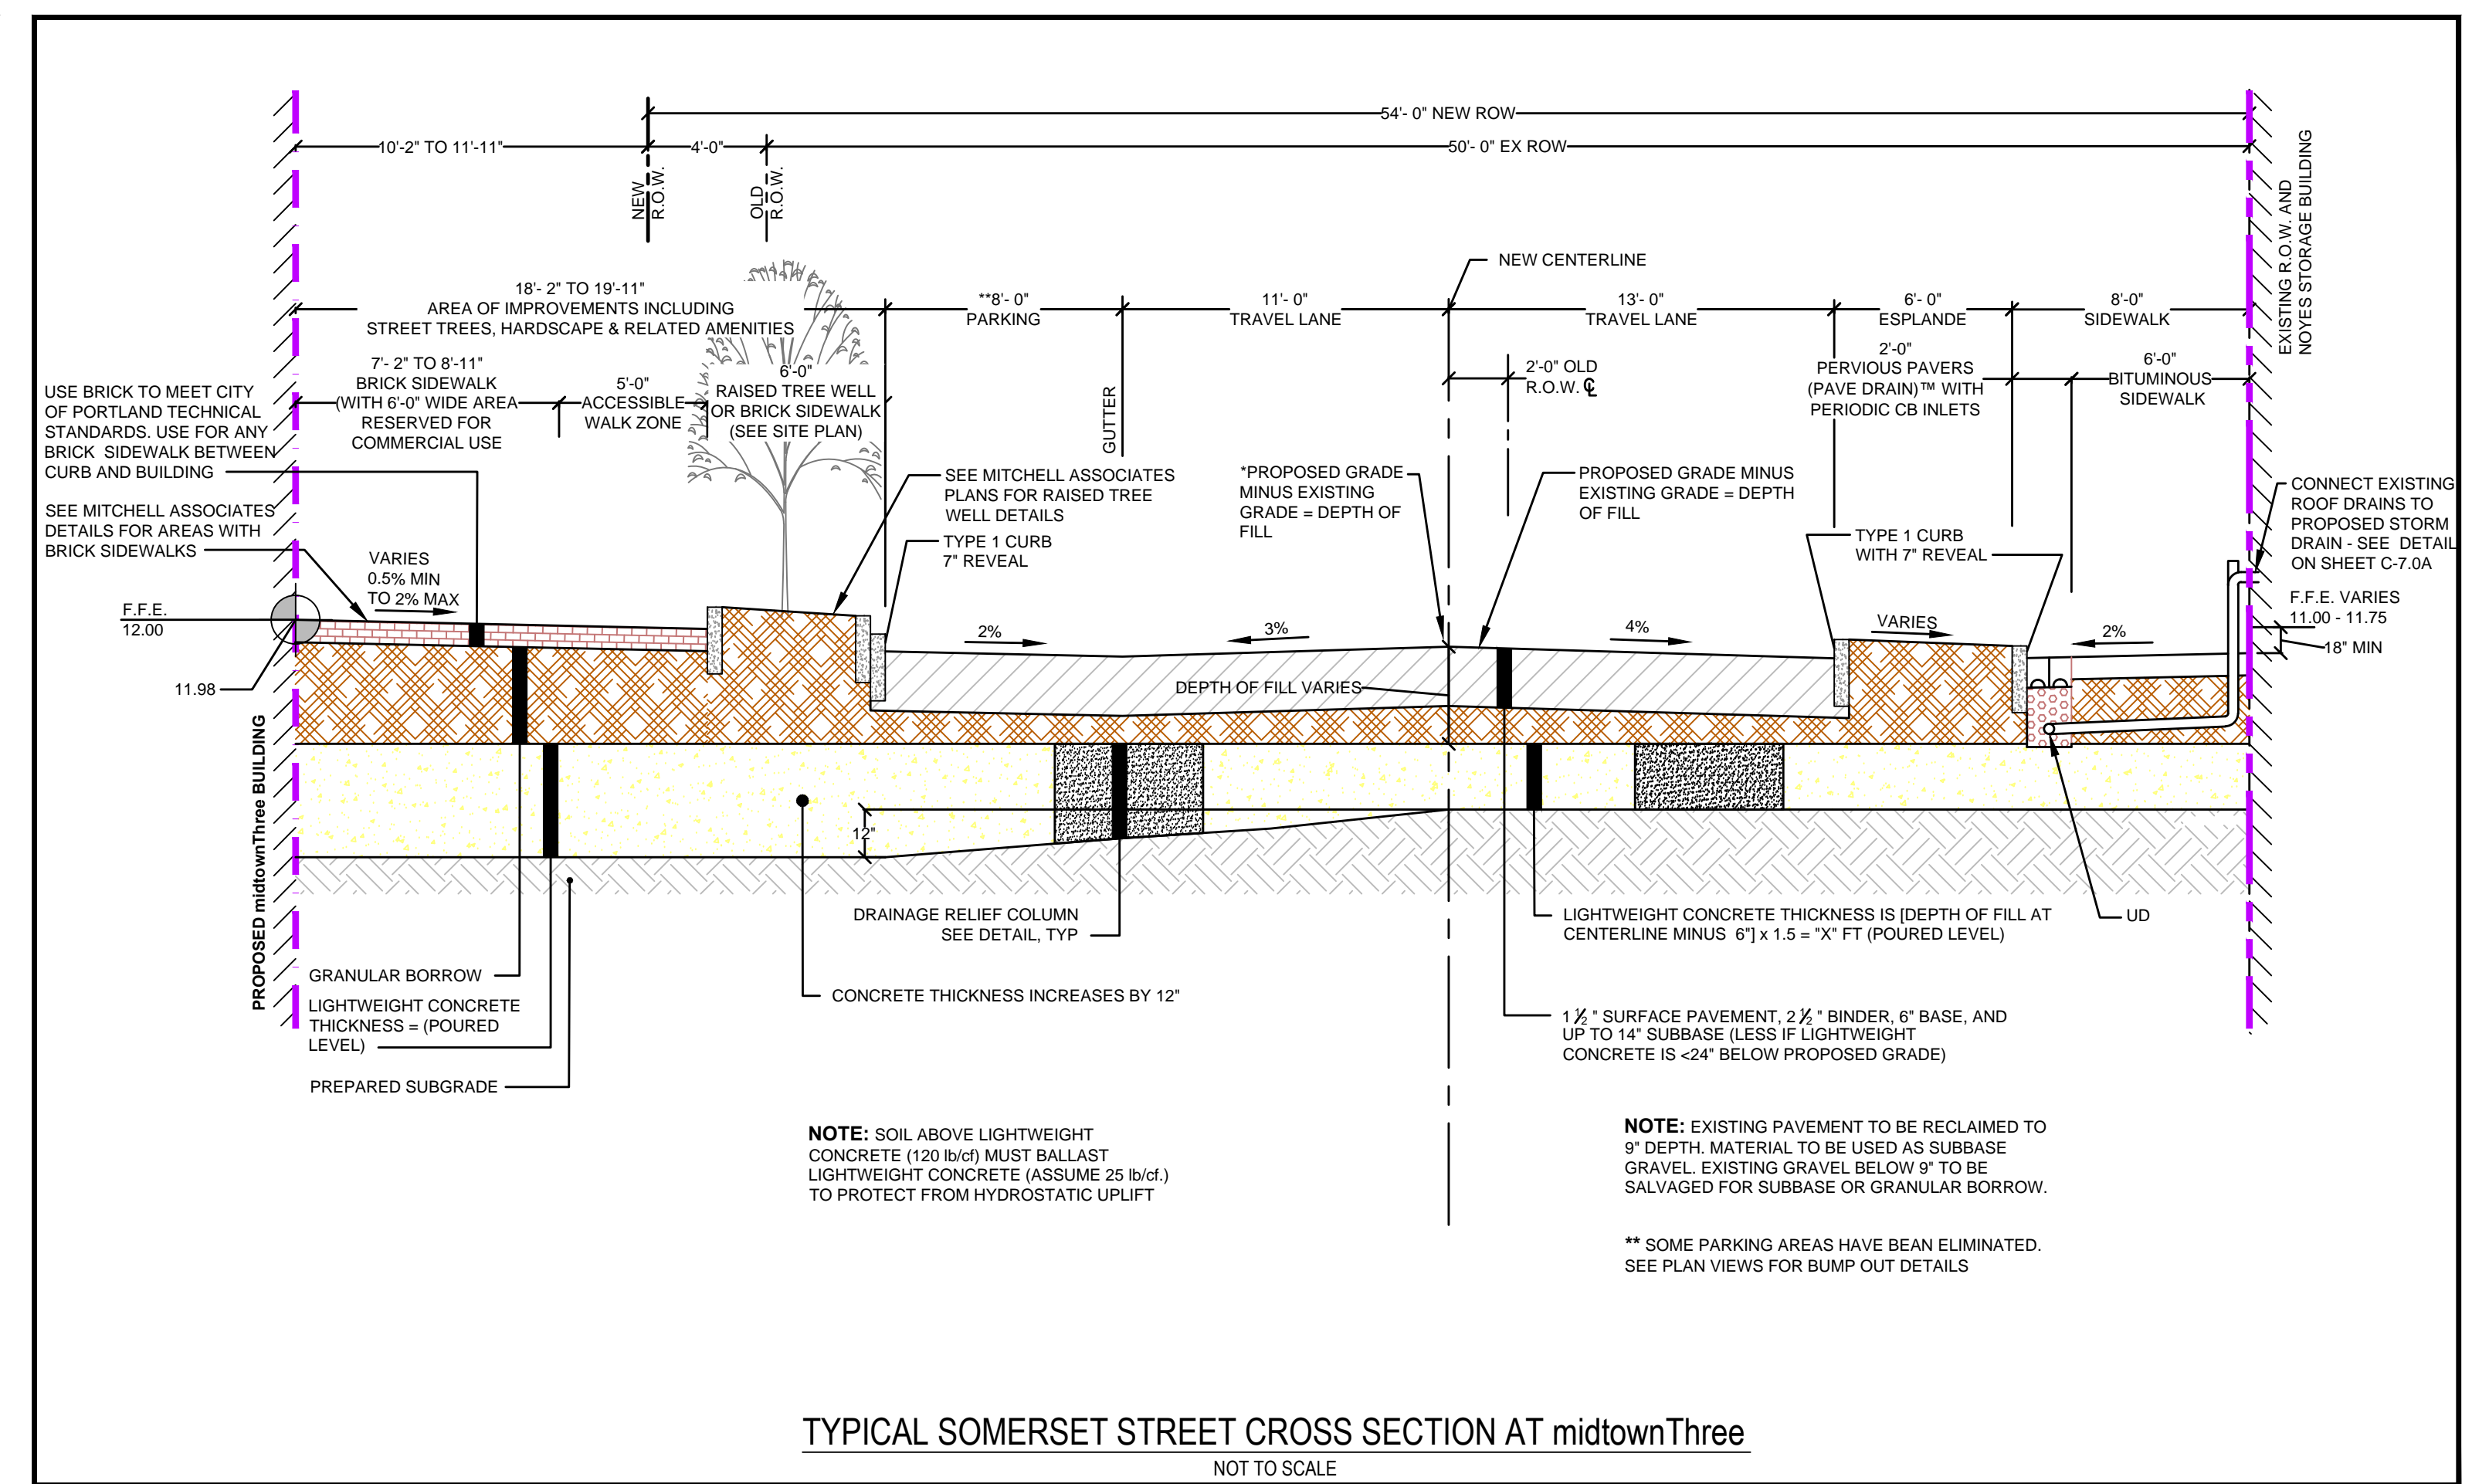 54'- 0" NEW ROW
10'-2" TO 11'-11"
4'-0"
50'- 0" EX ROW
NEW
R.O.W.
OLD
R.O.W.
EXISTING R.O.W. AND
NOYES STORAGE BUILDING
NEW CENTERLINE
18'- 2" TO 19'-11"
AREA OF IMPROVEMENTS INCLUDING
STREET TREES, HARDSCAPE & RELATED AMENITIES
**8'- 0"
PARKING
11'- 0"
TRAVEL LANE
13'- 0"
TRAVEL LANE
6'- 0"
ESPLANDE
8'-0"
SIDEWALK
7'- 2" TO 8'-11"
BRICK SIDEWALK
(WITH 6'-0" WIDE AREA
RESERVED FOR
COMMERCIAL USE
5'-0"
ACCESSIBLE
WALK ZONE
6'-0"
RAISED TREE WELL
OR BRICK SIDEWALK
(SEE SITE PLAN)
GUTTER
2'-0" OLD
R.O.W. ℄
2'-0"
PERVIOUS PAVERS
(PAVE DRAIN)™ WITH
PERIODIC CB INLETS
6'-0"
BITUMINOUS
SIDEWALK
USE BRICK TO MEET CITY
OF PORTLAND TECHNICAL
STANDARDS. USE FOR ANY
BRICK SIDEWALK BETWEEN
CURB AND BUILDING
SEE MITCHELL ASSOCIATES
DETAILS FOR AREAS WITH
BRICK SIDEWALKS
VARIES
0.5% MIN
TO 2% MAX
SEE MITCHELL ASSOCIATES
PLANS FOR RAISED TREE
WELL DETAILS
TYPE 1 CURB
7" REVEAL
*PROPOSED GRADE
MINUS EXISTING
GRADE = DEPTH OF
FILL
PROPOSED GRADE MINUS
EXISTING GRADE = DEPTH
OF FILL
TYPE 1 CURB
WITH 7" REVEAL
CONNECT EXISTING
ROOF DRAINS TO
PROPOSED STORM
DRAIN - SEE DETAIL
ON SHEET C-7.0A
F.F.E.
12.00
F.F.E. VARIES
11.00 - 11.75
18" MIN
2%
3%
4%
VARIES
2%
11.98
DEPTH OF FILL VARIES
PROPOSED midtownThree BUILDING
12"
DRAINAGE RELIEF COLUMN
SEE DETAIL, TYP
LIGHTWEIGHT CONCRETE THICKNESS IS [DEPTH OF FILL AT
CENTERLINE MINUS 6"] x 1.5 = "X" FT (POURED LEVEL)
UD
GRANULAR BORROW
CONCRETE THICKNESS INCREASES BY 12"
LIGHTWEIGHT CONCRETE
THICKNESS = (POURED
LEVEL)
1 ½ " SURFACE PAVEMENT, 2 ½ " BINDER, 6" BASE, AND
UP TO 14" SUBBASE (LESS IF LIGHTWEIGHT
CONCRETE IS <24" BELOW PROPOSED GRADE)
PREPARED SUBGRADE
NOTE: SOIL ABOVE LIGHTWEIGHT
CONCRETE (120 lb/cf) MUST BALLAST
LIGHTWEIGHT CONCRETE (ASSUME 25 lb/cf.)
TO PROTECT FROM HYDROSTATIC UPLIFT
NOTE: EXISTING PAVEMENT TO BE RECLAIMED TO
9" DEPTH. MATERIAL TO BE USED AS SUBBASE
GRAVEL. EXISTING GRAVEL BELOW 9" TO BE
SALVAGED FOR SUBBASE OR GRANULAR BORROW.
** SOME PARKING AREAS HAVE BEAN ELIMINATED.
SEE PLAN VIEWS FOR BUMP OUT DETAILS
TYPICAL SOMERSET STREET CROSS SECTION AT midtownThree
NOT TO SCALE